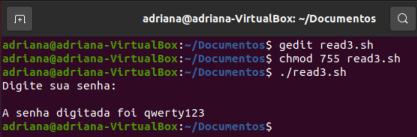 adriana@adriana-VirtualBox: ~/Documentos
adriana@adriana-VirtualBox:~/Documentos$ gedit read3.sh
adriana@adriana-VirtualBox:~/Documentos$ chmod 755 read3.sh
adriana@adriana-VirtualBox:~/Documentos$ ./read3.sh
Digite sua senha:
A senha digitada foi qwerty123
adriana@adriana-VirtualBox:~/Documentos$